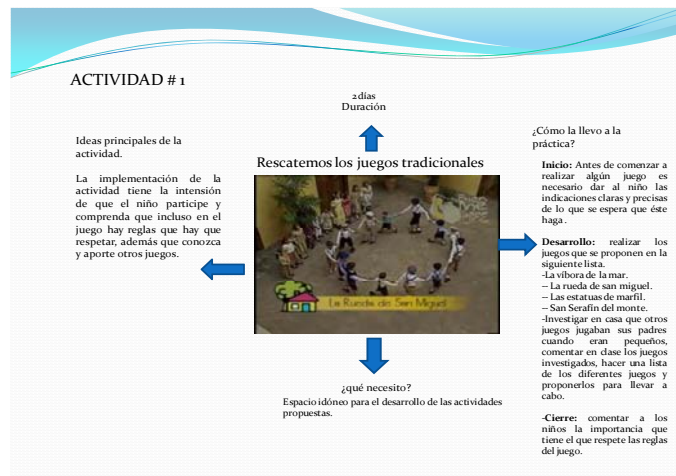 ACTIVIDAD # 1
2 días
Duración
Ideas principales de la
actividad.
La implementación de la
actividad tiene la intensión
de que el niño participe y
comprenda que incluso en el
juego hay reglas que hay que
respetar, además que conozca
y aporte otros juegos.
Rescatemos los juegos tradicionales
La Rueda de San Miguel
¿qué necesito?
Espacio idóneo para el desarrollo de las actividades
propuestas.
¿Cómo la llevo a la
práctica?
Inicio: Antes de comenzar a
realizar algún juego es
necesario dar al niño las
indicaciones claras y precisas
de lo que se espera que éste
haga .
Desarrollo: realizar los
juegos que se proponen en la
siguiente lista.
-La víbora de la mar.
– La rueda de san miguel.
– Las estatuas de marfil.
– San Serafín del monte.
-Investigar en casa que otros
juegos jugaban sus padres
cuando eran pequeños,
comentar en clase los juegos
investigados, hacer una lista
de los diferentes juegos y
proponerlos para llevar a
cabo.
-Cierre: comentar a los
niños la importancia que
tiene el que respete las reglas
del juego.